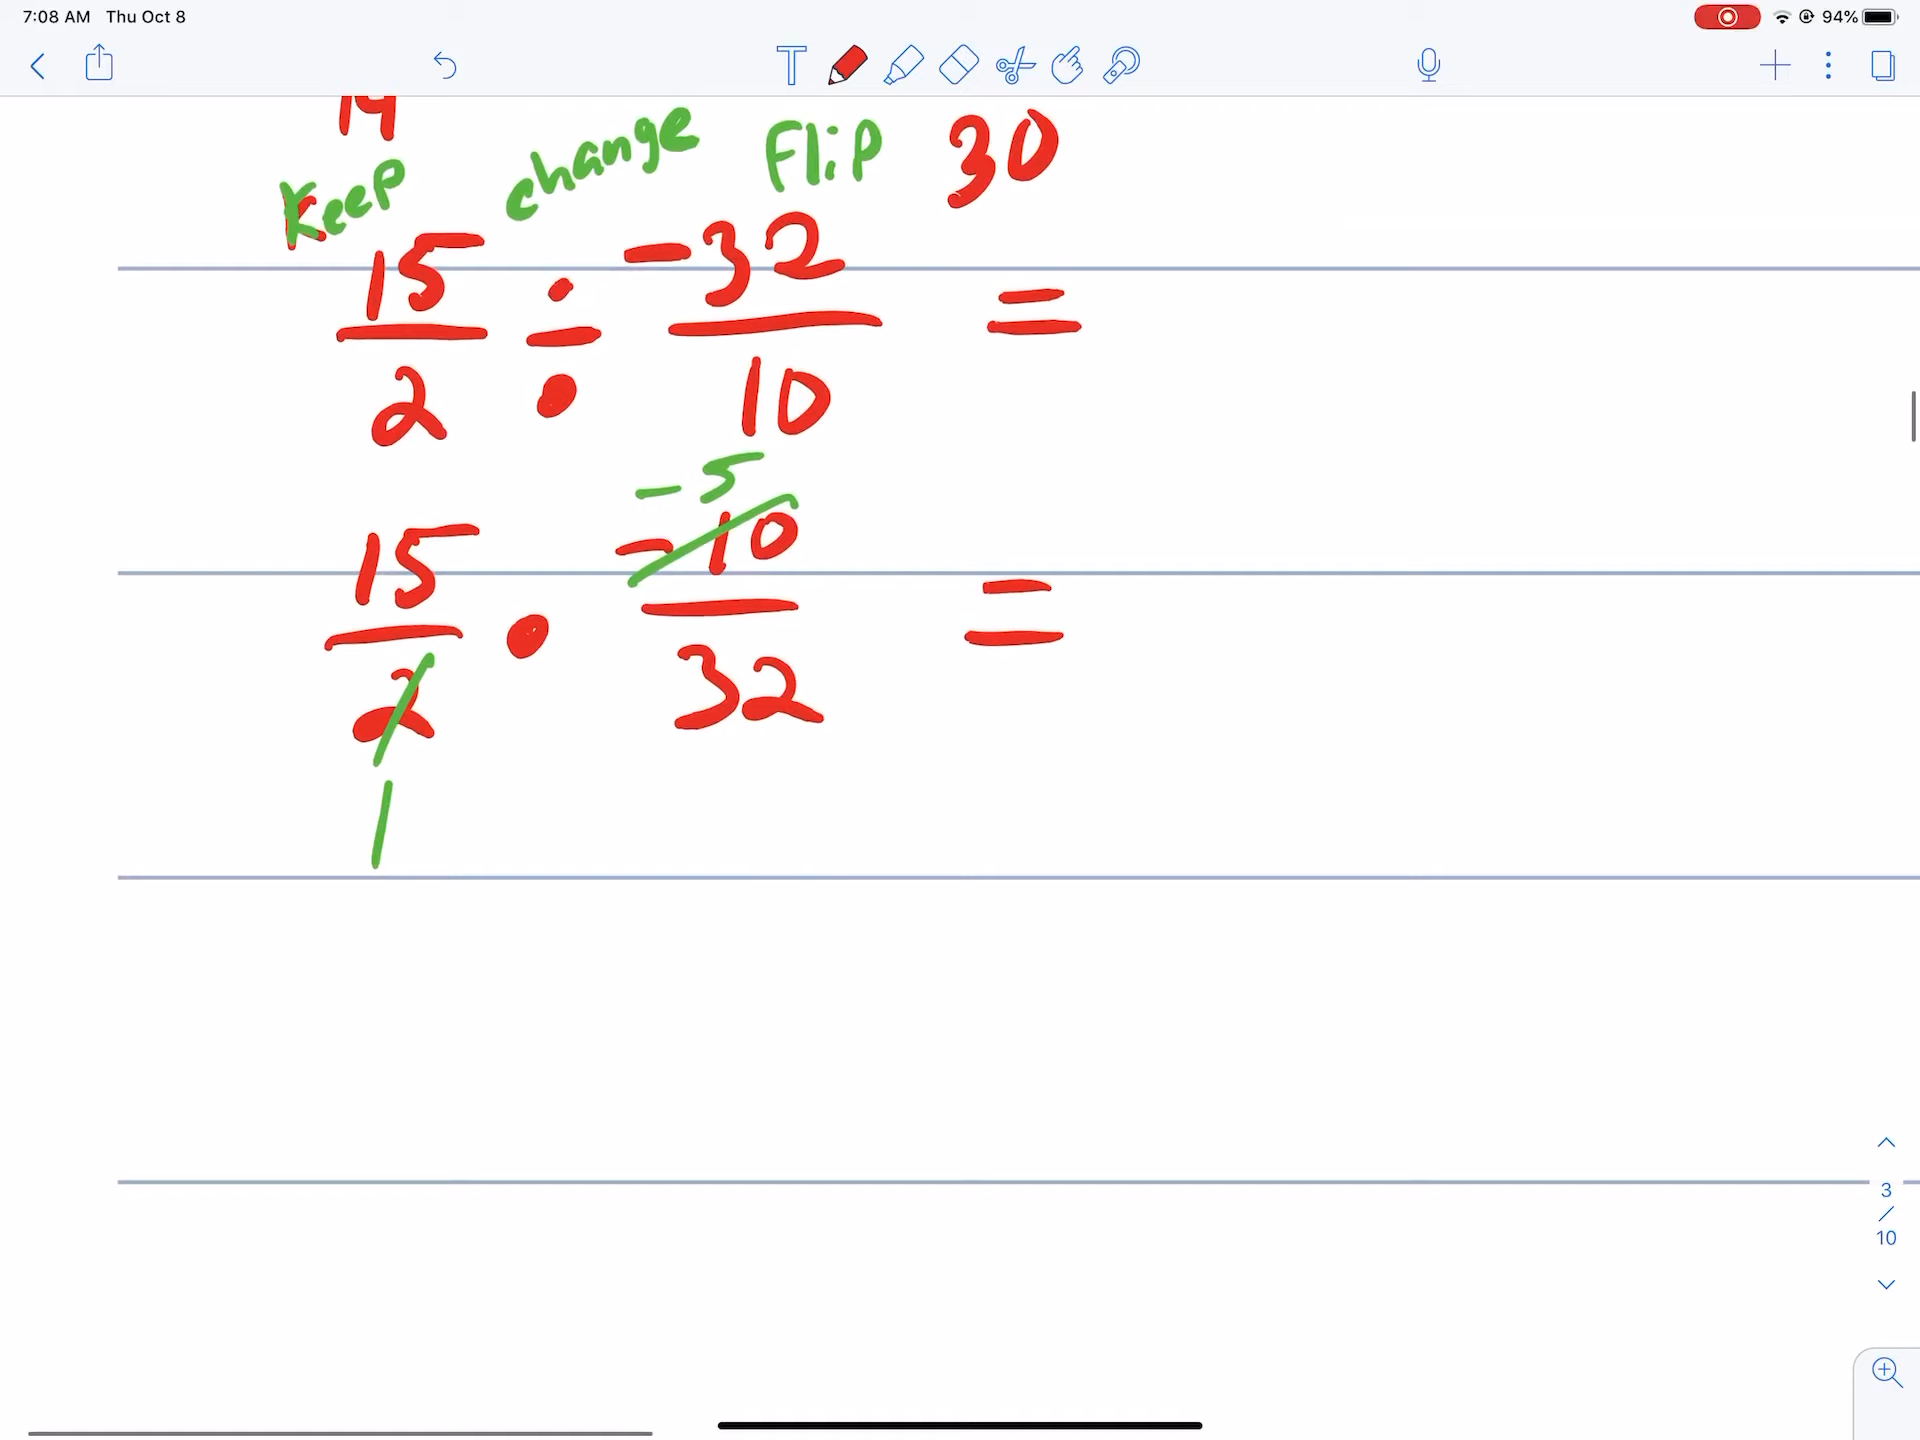 7:08 AM Thu Oct 8
94%
T
14
Keep change Flip 30
15/2 ÷ -32/10 =
-5
15/2 • -10/32 =
1
3
/
10